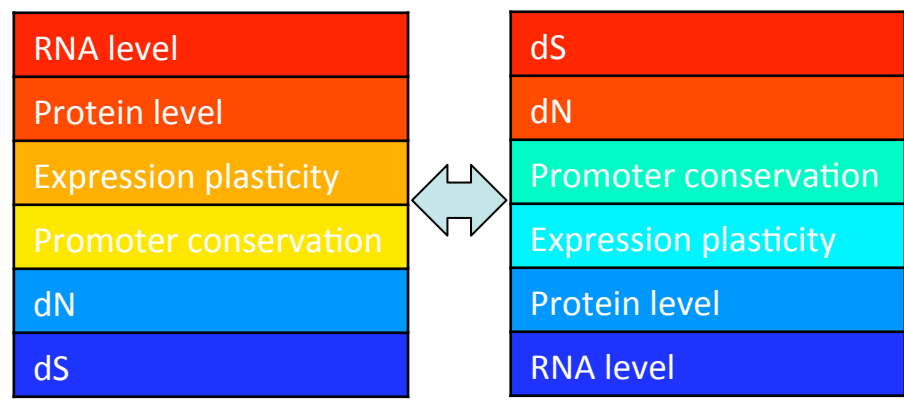 RNA level
Protein level
Expression plasticity
Promoter conservation
dN
dS
dS
dN
Promoter conservation
Expression plasticity
Protein level
RNA level